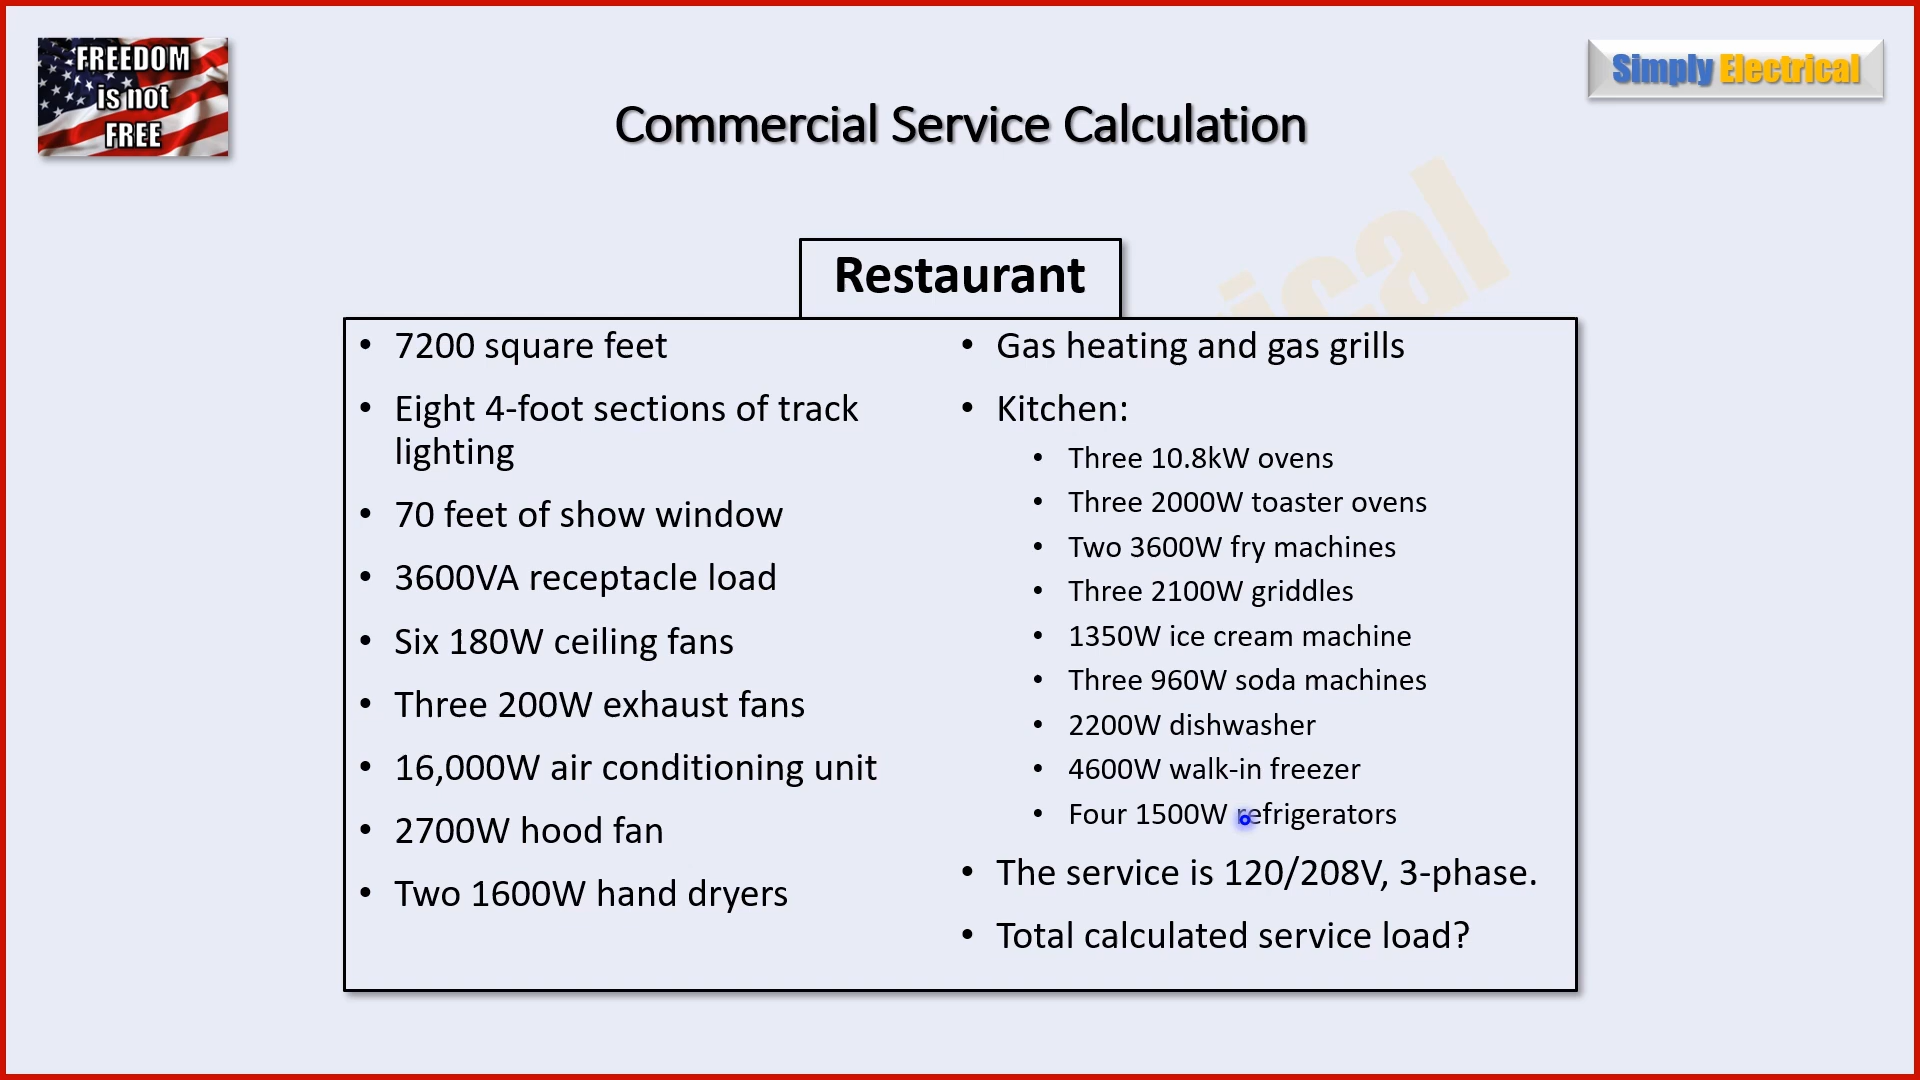 FREEDOM
is not
FREE
Simply Electrical
Commercial Service Calculation
ical
Restaurant
• 7200 square feet
• Eight 4-foot sections of track
lighting
• 70 feet of show window
• 3600VA receptacle load
• Six 180W ceiling fans
• Three 200W exhaust fans
• 16,000W air conditioning unit
• 2700W hood fan
• Two 1600W hand dryers
• Gas heating and gas grills
• Kitchen:
• Three 10.8kW ovens
• Three 2000W toaster ovens
• Two 3600W fry machines
• Three 2100W griddles
• 1350W ice cream machine
• Three 960W soda machines
• 2200W dishwasher
• 4600W walk-in freezer
• Four 1500W refrigerators
• The service is 120/208V, 3-phase.
• Total calculated service load?